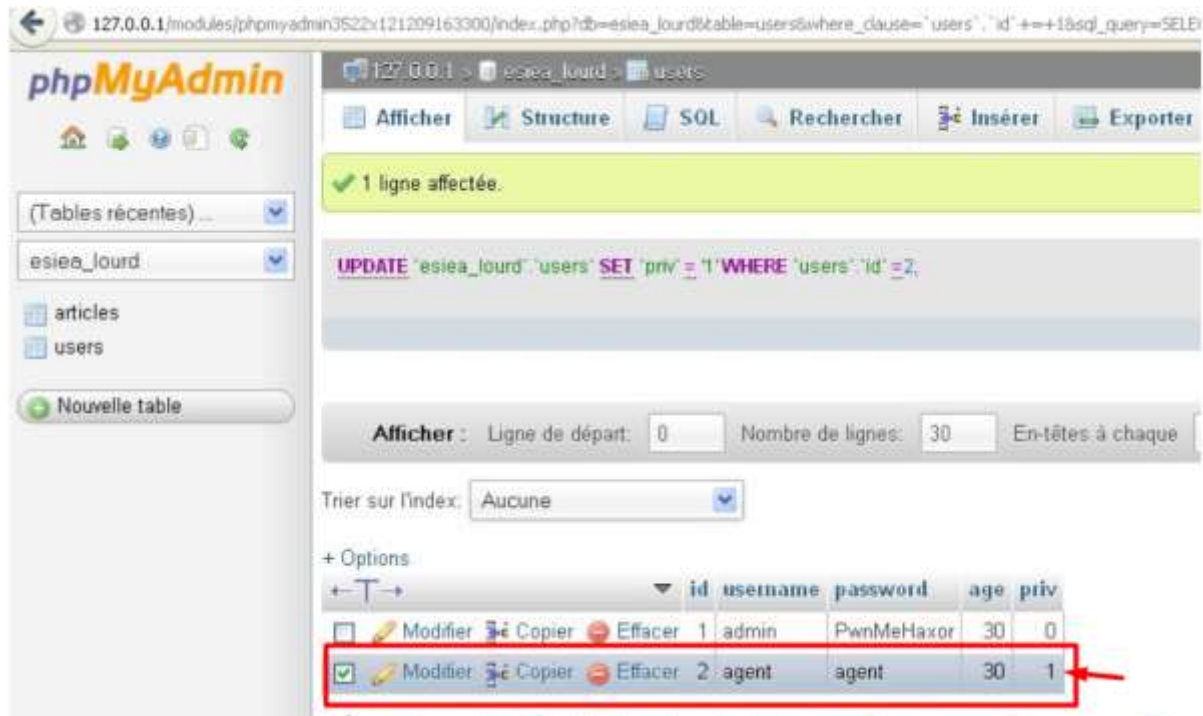 127.0.0.1/modules/phpmyadmin3522x121209163300/index.php?db=esiea_lourd&table=users&where_clause=`users`.`id`+=+1&sql_query=SELE
phpMyAdmin
127.0.0.1 > esiea_lourd > users
Afficher Structure SQL Rechercher Insérer Exporter
1 ligne affectée.
(Tables récentes) ...
esiea_lourd
UPDATE `esiea_lourd`.`users` SET `priv` = '1' WHERE `users`.`id` =2;
articles
users
Nouvelle table
Afficher : Ligne de départ: 0 Nombre de lignes: 30 En-têtes à chaque
Trier sur l'index: Aucune
+ Options
←T→ id username password age priv
Modifier Copier Effacer 1 admin PwnMeHaxor 30 0
Modifier Copier Effacer 2 agent agent 30 1